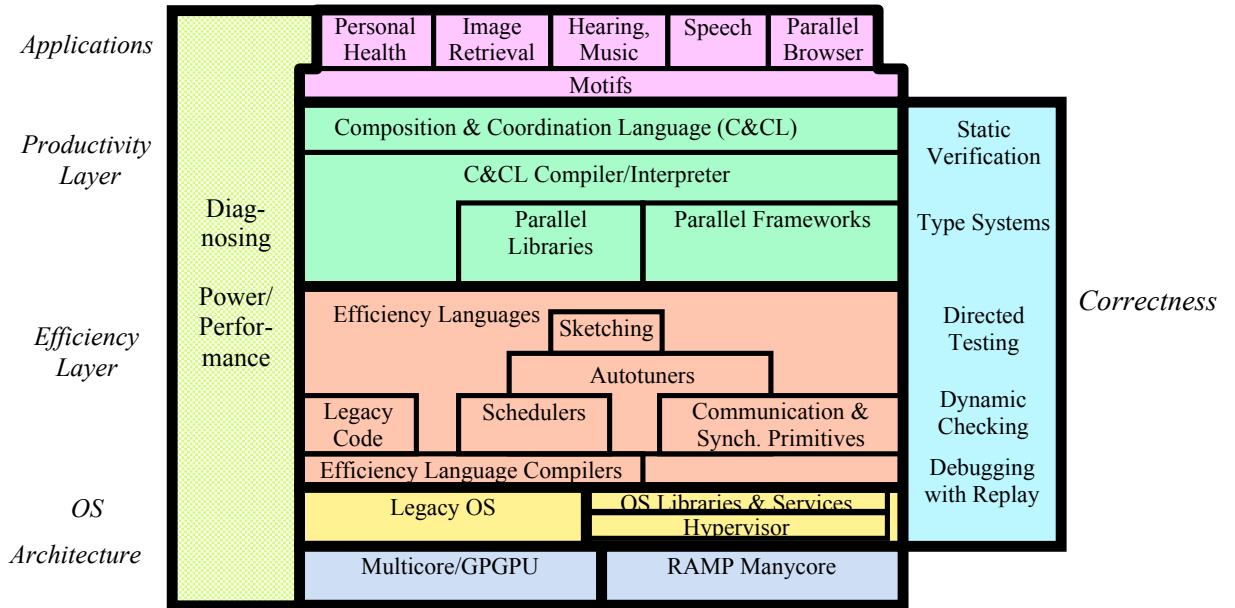 Applications
Personal
Health
Image
Retrieval
Hearing,
Music
Speech
Parallel
Browser
Motifs
Productivity
Layer
Composition & Coordination Language (C&CL)
C&CL Compiler/Interpreter
Parallel
Libraries
Parallel Frameworks
Static
Verification
Type Systems
Diag-
nosing
Power/
Perfor-
mance
Efficiency
Layer
Efficiency Languages
Sketching
Autotuners
Legacy
Code
Schedulers
Communication &
Synch. Primitives
Efficiency Language Compilers
Directed
Testing
Dynamic
Checking
Debugging
with Replay
Correctness
OS
Legacy OS
OS Libraries & Services
Hypervisor
Architecture
Multicore/GPGPU
RAMP Manycore